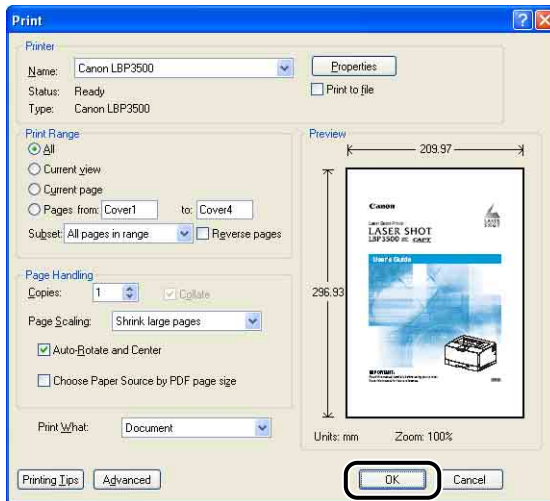 Print
Printer
Name: Canon LBP3500
Properties
Status: Ready
Print to file
Type: Canon LBP3500
Print Range
All
Current view
Current page
Pages from: Cover1 to: Cover4
Subset: All pages in range
Reverse pages
Page Handling
Copies: 1
Collate
Page Scaling: Shrink large pages
Auto-Rotate and Center
Choose Paper Source by PDF page size
Print What: Document
Preview
209.97
296.93
Canon
LASER SHOT
LBP3500
User's Guide
IMPORTANT:
Units: mm Zoom: 100%
Printing Tips
Advanced
OK
Cancel